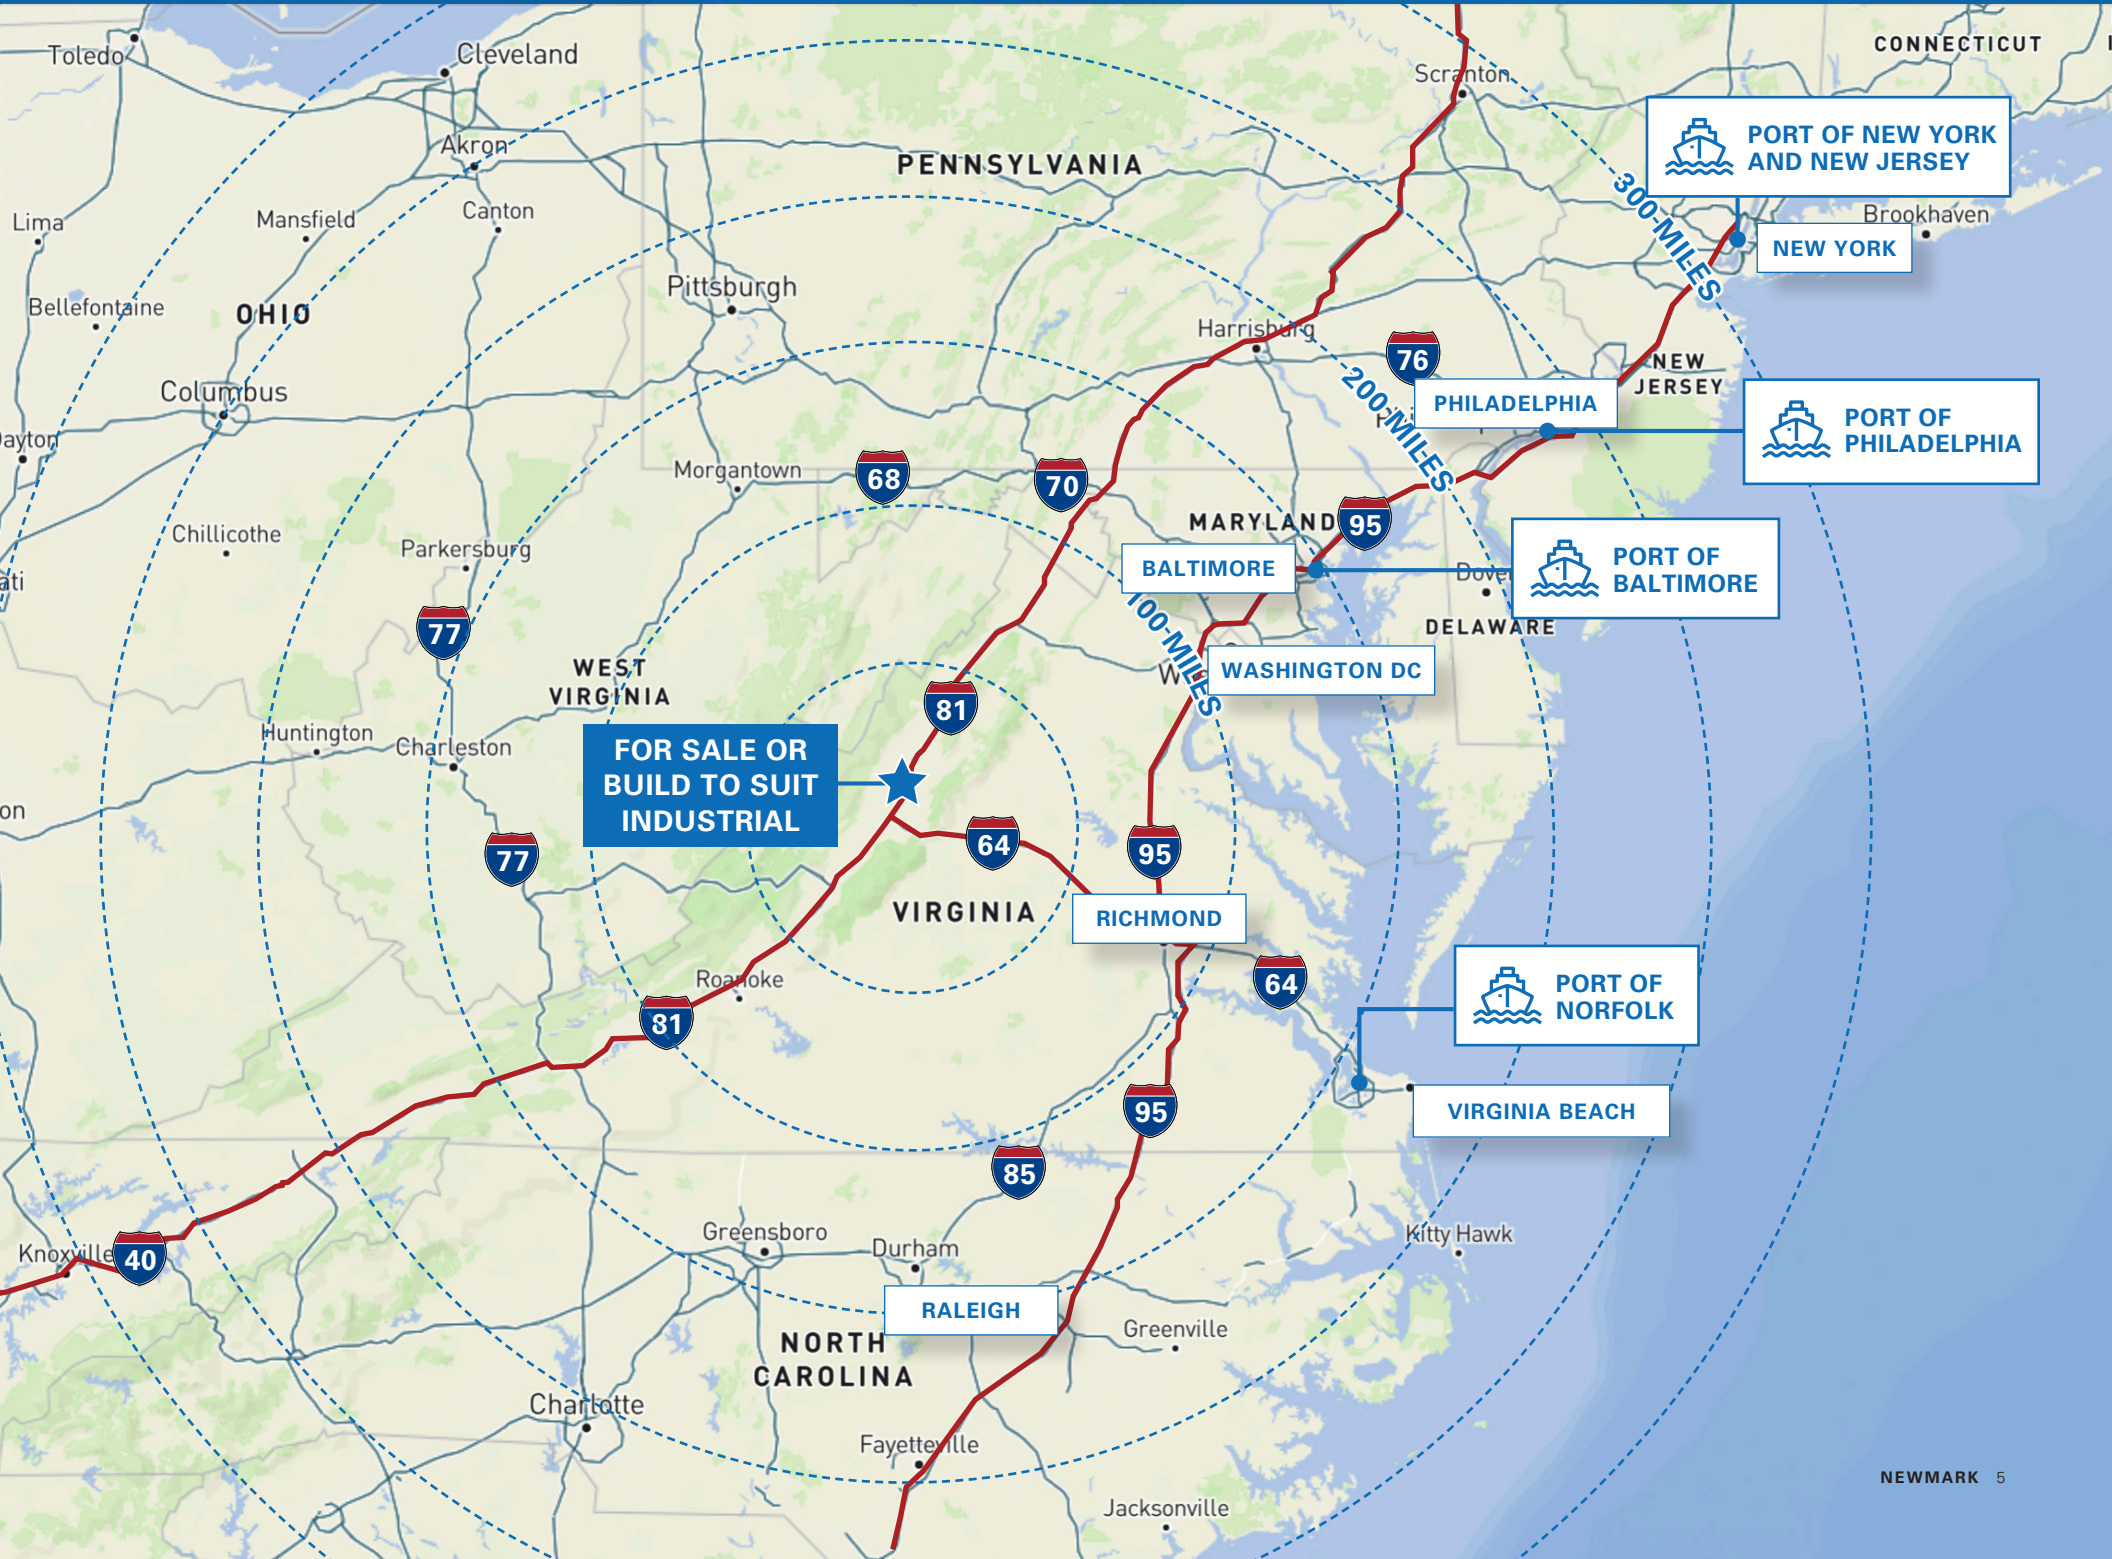 CONNECTICUT
Toledo
Cleveland
Scranton
PORT OF NEW YORK
AND NEW JERSEY
Akron
PENNSYLVANIA
300-MILES
Lima
Mansfield
Canton
Brookhaven
NEW YORK
Pittsburgh
Bellefontaine
OHIO
Harrisburg
76
NEW
JERSEY
Columbus
200-MILES
PHILADELPHIA
PORT OF
PHILADELPHIA
Dayton
Morgantown
68
70
MARYLAND
95
Chillicothe
Parkersburg
BALTIMORE
PORT OF
BALTIMORE
ati
Dover
100-MILES
77
DELAWARE
WEST
VIRGINIA
WASHINGTON DC
W
81
Huntington
Charleston
FOR SALE OR
BUILD TO SUIT
INDUSTRIAL
on
64
95
77
VIRGINIA
RICHMOND
Roanoke
64
PORT OF
NORFOLK
81
95
VIRGINIA BEACH
85
Greensboro
Durham
Kitty Hawk
Knoxville
40
RALEIGH
NORTH
CAROLINA
Greenville
Charlotte
Fayetteville
Jacksonville
NEWMARK 5